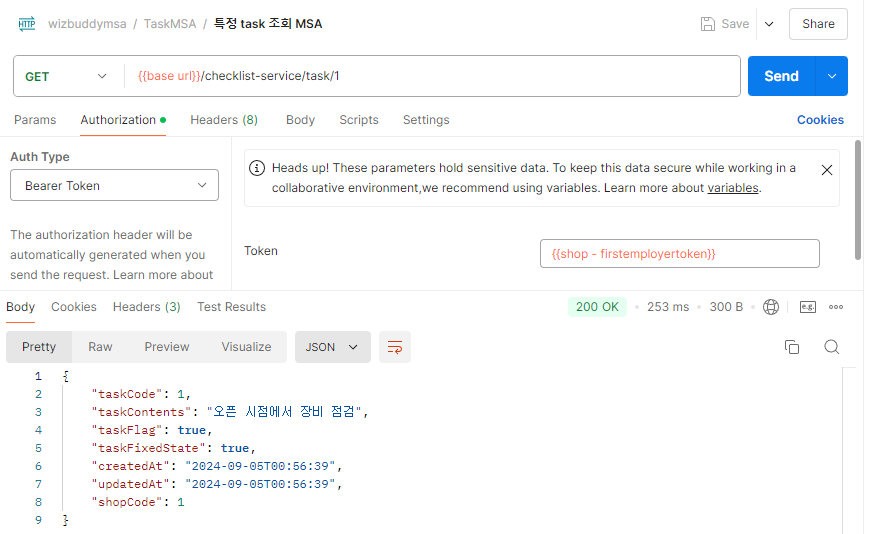 HTTP wizbuddymsa / TaskMSA / 특정 task 조회 MSA Save Share
GET {{base url}}/checklist-service/task/1 Send
Params Authorization Headers (8) Body Scripts Settings Cookies
Auth Type
Bearer Token
The authorization header will be
automatically generated when you
send the request. Learn more about
Heads up! These parameters hold sensitive data. To keep this data secure while working in a
collaborative environment,we recommend using variables. Learn more about variables.
Token {{shop - firstemployertoken}}
Body Cookies Headers (3) Test Results 200 OK 253 ms 300 B e.g.
Pretty Raw Preview Visualize JSON
1 {
2 "taskCode": 1,
3 "taskContents": "오픈 시점에서 장비 점검",
4 "taskFlag": true,
5 "taskFixedState": true,
6 "createdAt": "2024-09-05T00:56:39",
7 "updatedAt": "2024-09-05T00:56:39",
8 "shopCode": 1
9 }